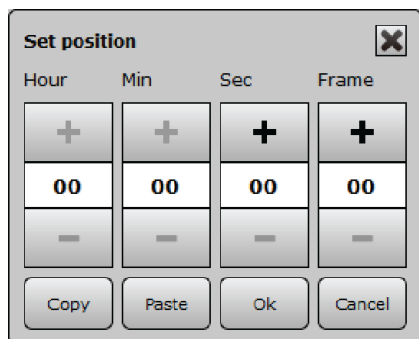 Set position
Hour Min Sec Frame
+ + + +
00 00 00 00
− − − −
Copy Paste Ok Cancel